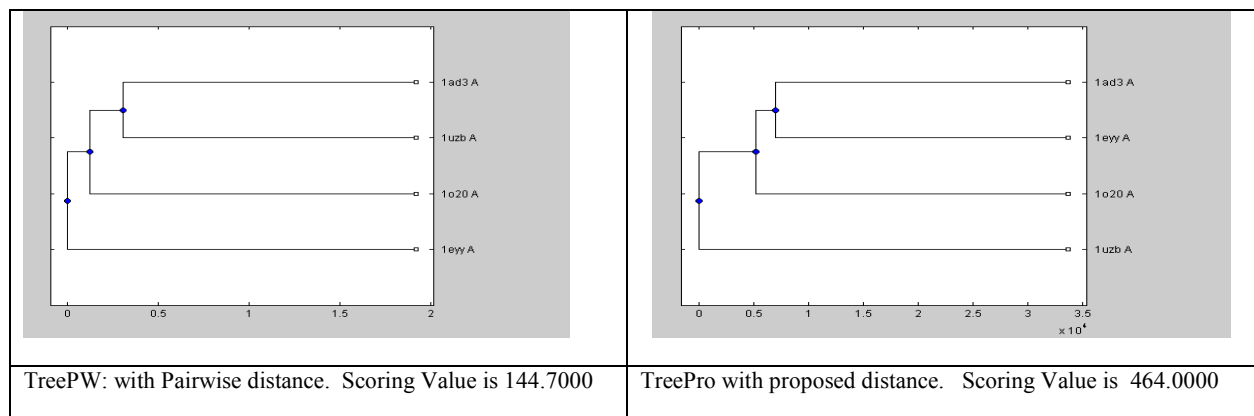 1ad3 A
1uzb A
1o20 A
1eyy A
0 0.5 1 1.5 2
1ad3 A
1eyy A
1o20 A
1uzb A
0 0.5 1 1.5 2 2.5 3 3.5
x 10⁴
TreePW: with Pairwise distance. Scoring Value is 144.7000
TreePro with proposed distance. Scoring Value is 464.0000